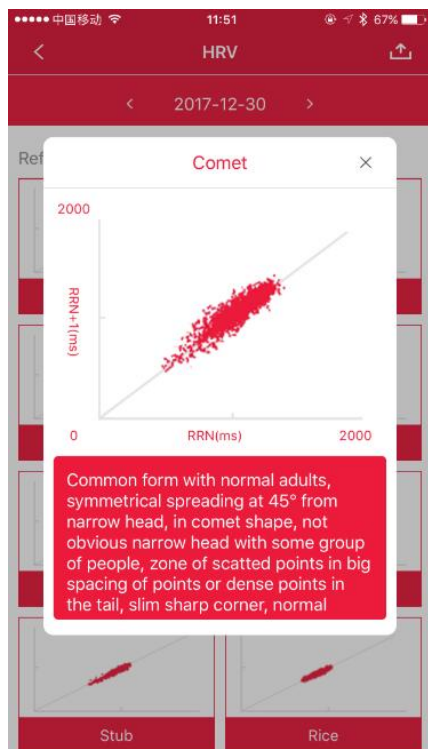 中国移动 11:51 67%
HRV
2017-12-30
Ref
Comet
2000
RRN+1(ms)
0 RRN(ms) 2000
Common form with normal adults,
symmetrical spreading at 45° from
narrow head, in comet shape, not
obvious narrow head with some group
of people, zone of scatted points in big
spacing of points or dense points in
the tail, slim sharp corner, normal
Stub Rice